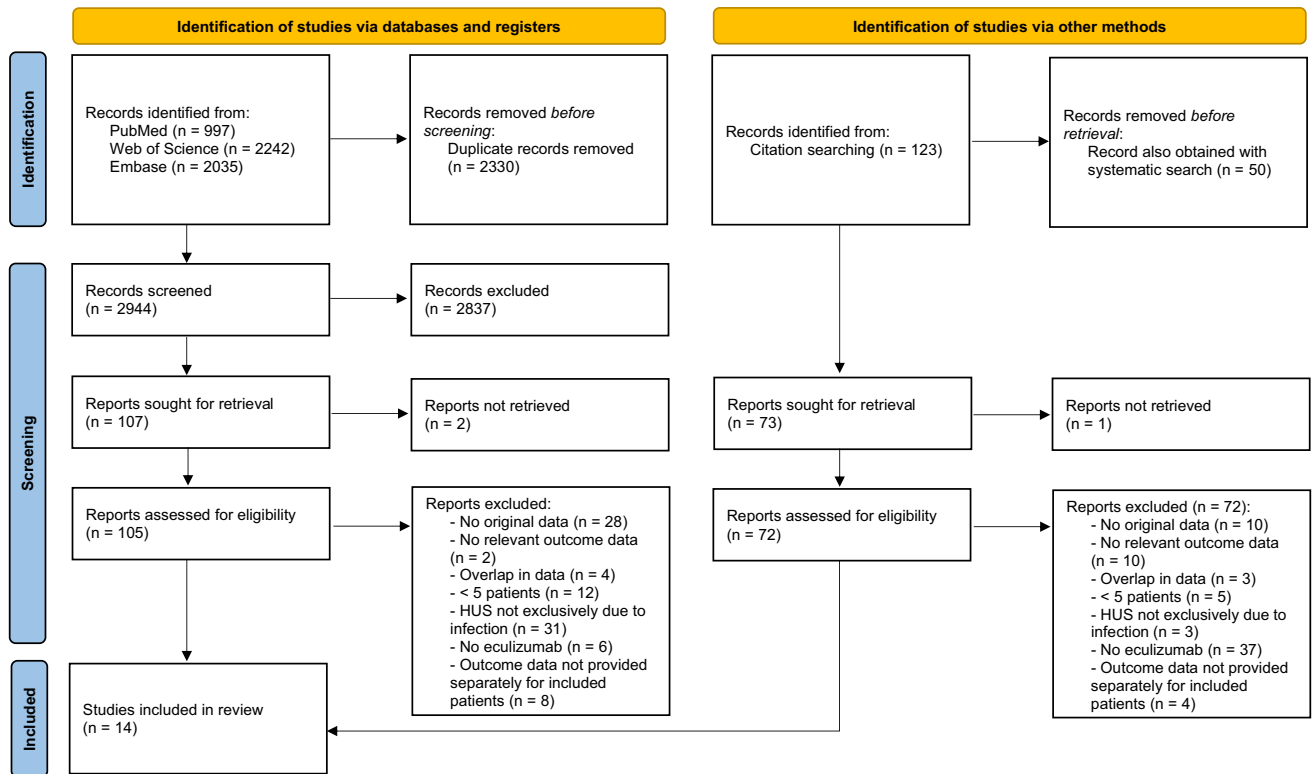 Identification of studies via databases and registers
Identification of studies via other methods
Identification
Records identified from:
PubMed (n = 997)
Web of Science (n = 2242)
Embase (n = 2035)
Records removed before
screening:
Duplicate records removed
(n = 2330)
Records identified from:
Citation searching (n = 123)
Records removed before
retrieval:
Record also obtained with
systematic search (n = 50)
Screening
Records screened
(n = 2944)
Records excluded
(n = 2837)
Reports sought for retrieval
(n = 107)
Reports not retrieved
(n = 2)
Reports sought for retrieval
(n = 73)
Reports not retrieved
(n = 1)
Reports assessed for eligibility
(n = 105)
Reports excluded:
- No original data (n = 28)
- No relevant outcome data
(n = 2)
- Overlap in data (n = 4)
- < 5 patients (n = 12)
- HUS not exclusively due to
infection (n = 31)
- No eculizumab (n = 6)
- Outcome data not provided
separately for included
patients (n = 8)
Reports assessed for eligibility
(n = 72)
Reports excluded (n = 72):
- No original data (n = 10)
- No relevant outcome data
(n = 10)
- Overlap in data (n = 3)
- < 5 patients (n = 5)
- HUS not exclusively due to
infection (n = 3)
- No eculizumab (n = 37)
- Outcome data not provided
separately for included
patients (n = 4)
Included
Studies included in review
(n = 14)